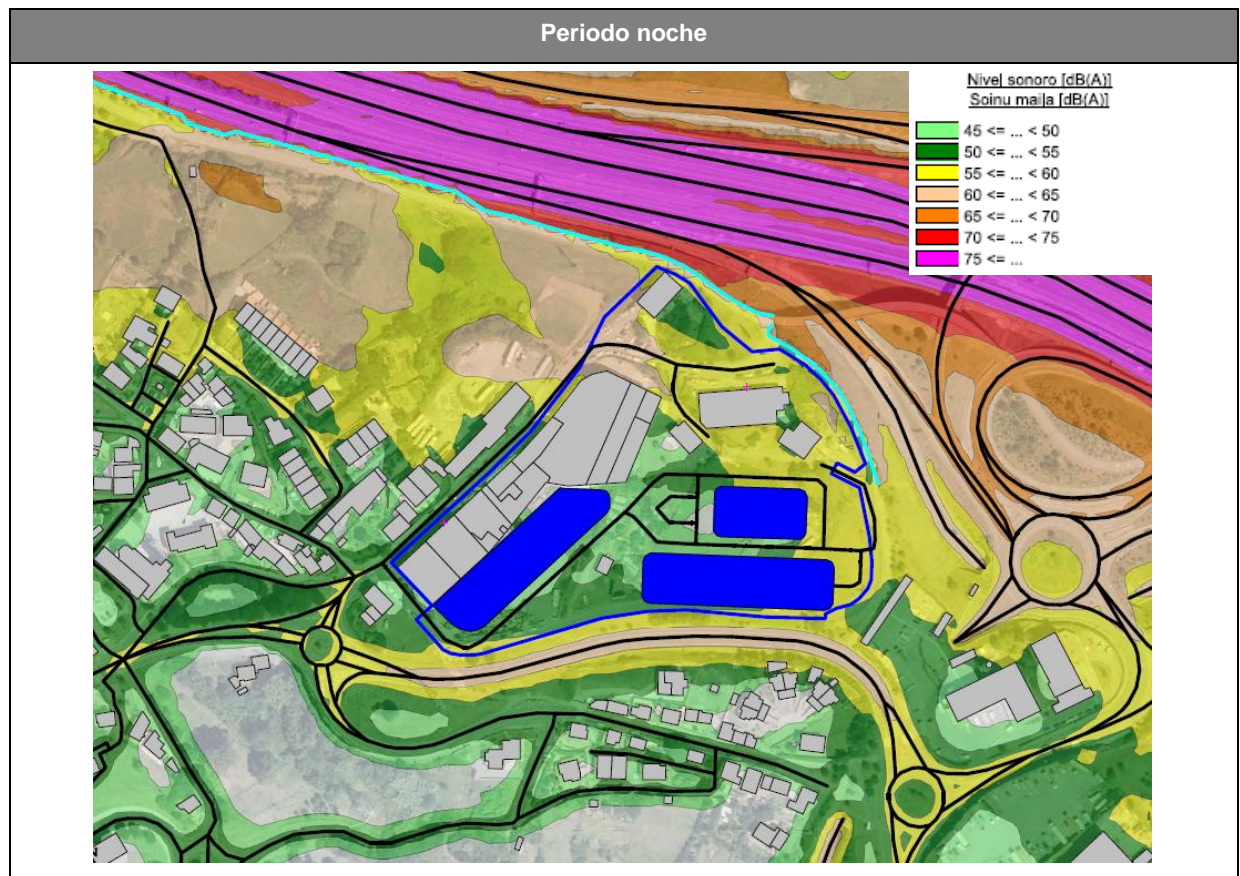 Periodo noche
Nivel sonoro [dB(A)]
Soinu maila [dB(A)]
45 <= ... < 50
50 <= ... < 55
55 <= ... < 60
60 <= ... < 65
65 <= ... < 70
70 <= ... < 75
75 <= ...